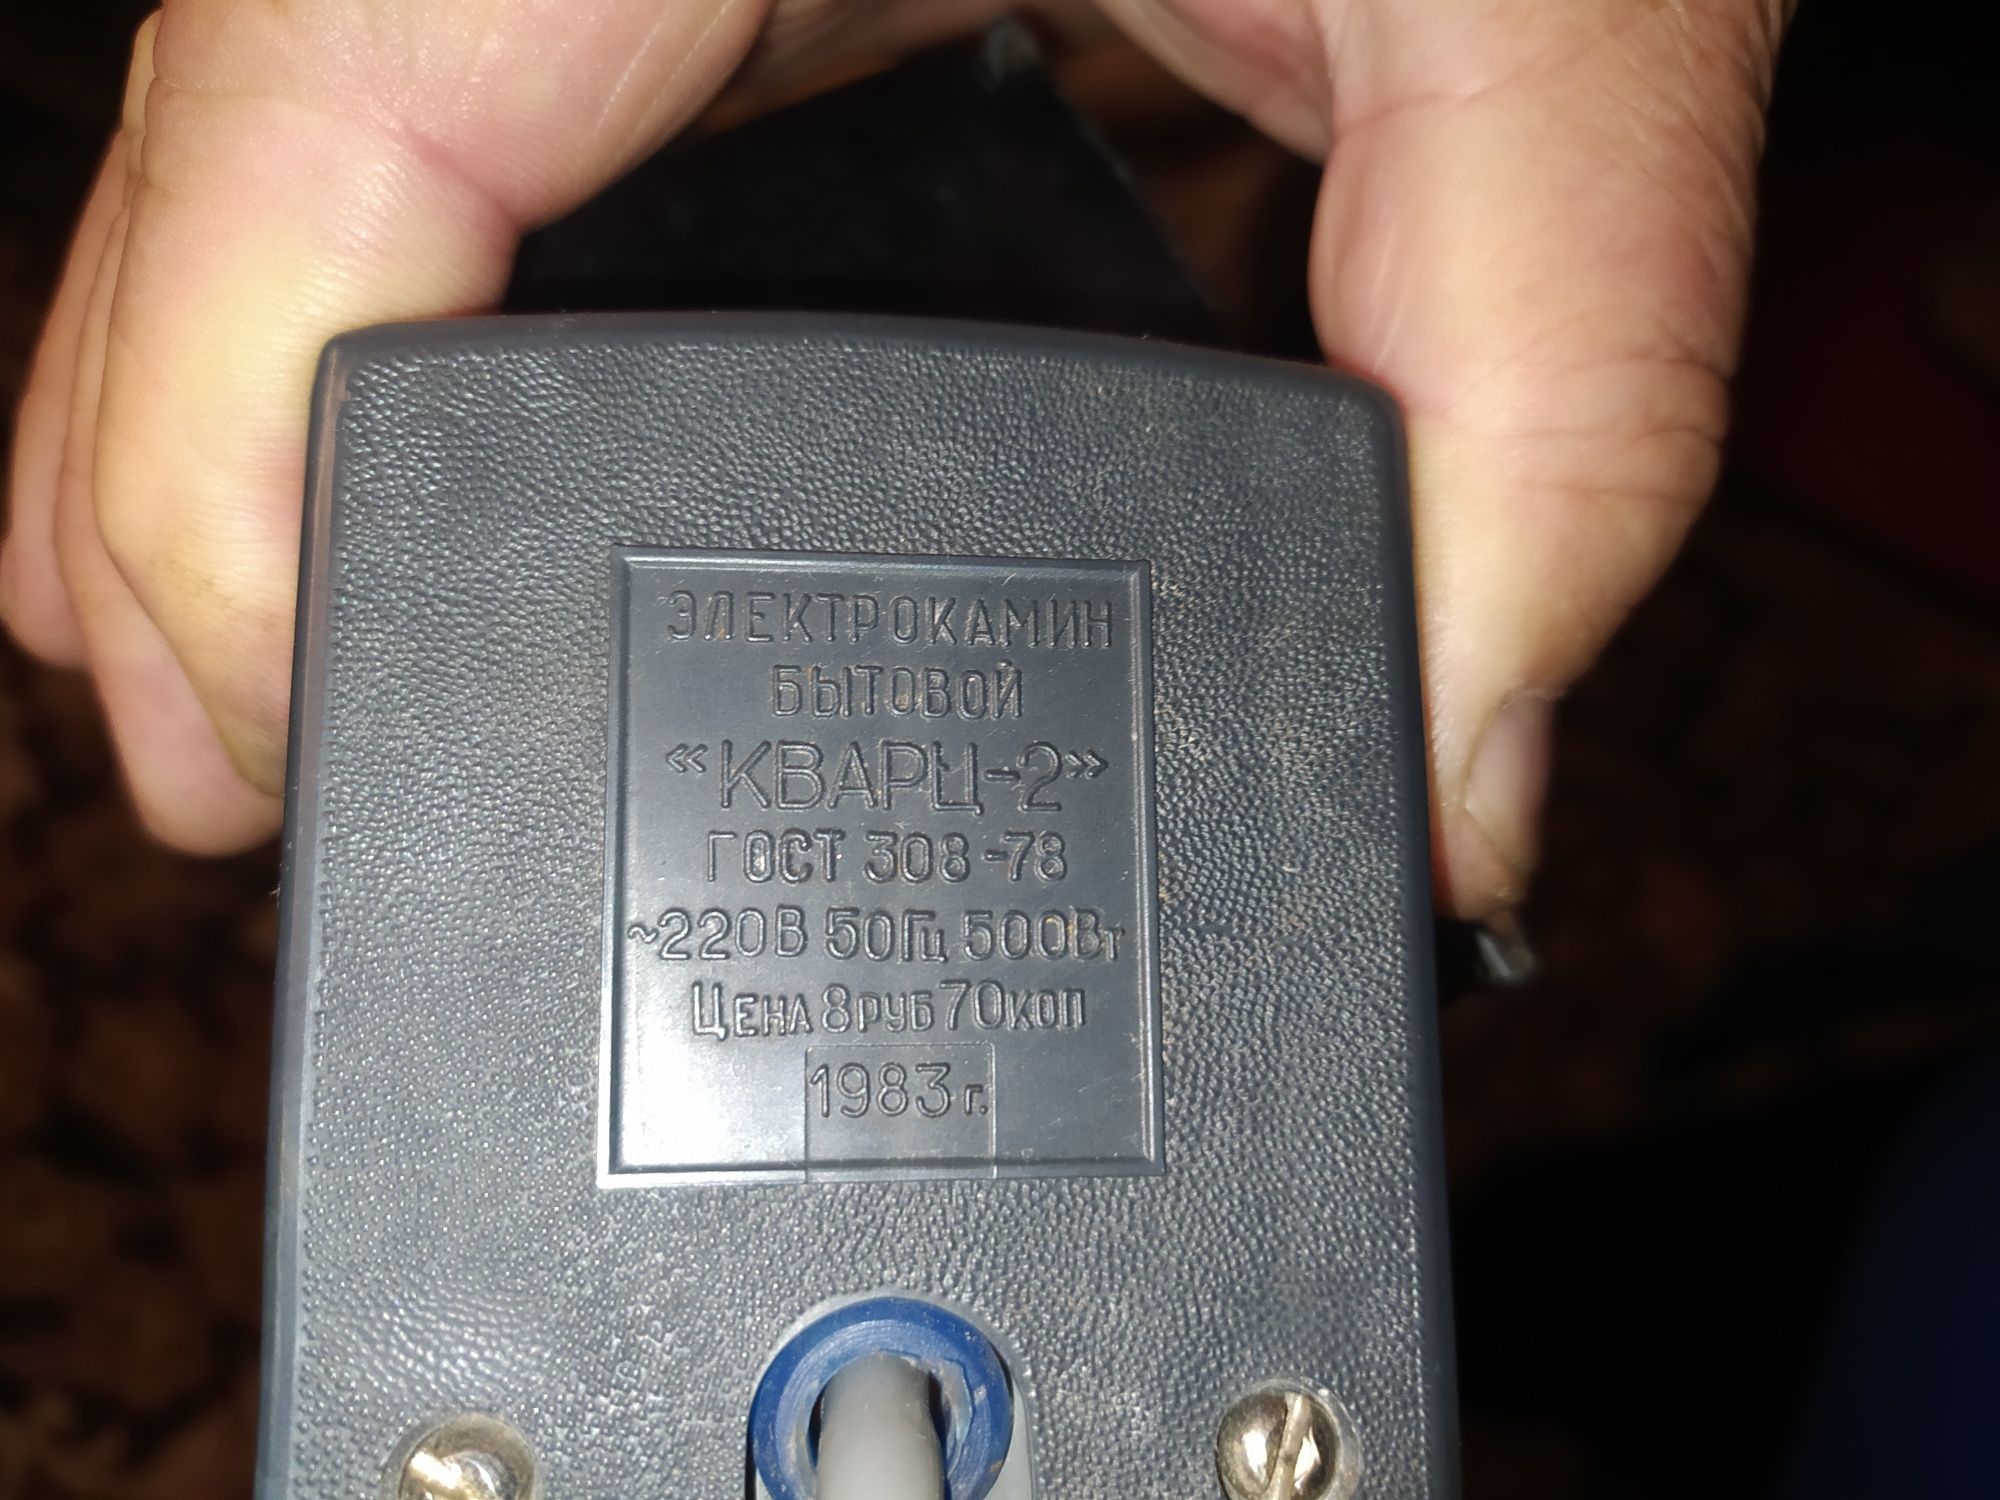 ЭЛЕКТРОКАМИН
БЫТОВОЙ
«КВАРЦ-2»
ГОСТ 308-78
~220В 50Гц 500Вт
ЦЕНА 8РУБ 70КОП
1983г.